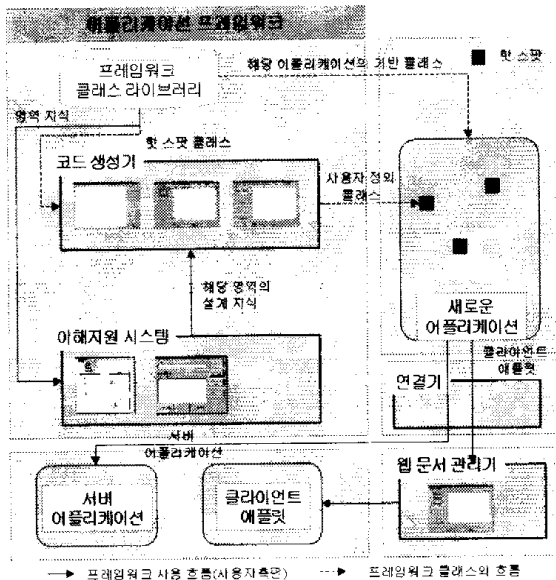 어플리케이션 프레임워크
프레임워크
클래스 라이브러리
해당 어플리케이션의 기반 클래스
핫 스팟
영역 지식
핫 스팟 클래스
코드 생성기
사용자 정의
클래스
해당 영역의
설계 지식
새로운
어플리케이션
이해지원 시스템
클라이언트
애플릿
연결기
서버
어플리케이션
웹 문서 관리기
서버
어플리케이션
클라이언트
애플릿
프레임워크 사용 흐름(사용자측면)
프레임워크 클래스의 흐름